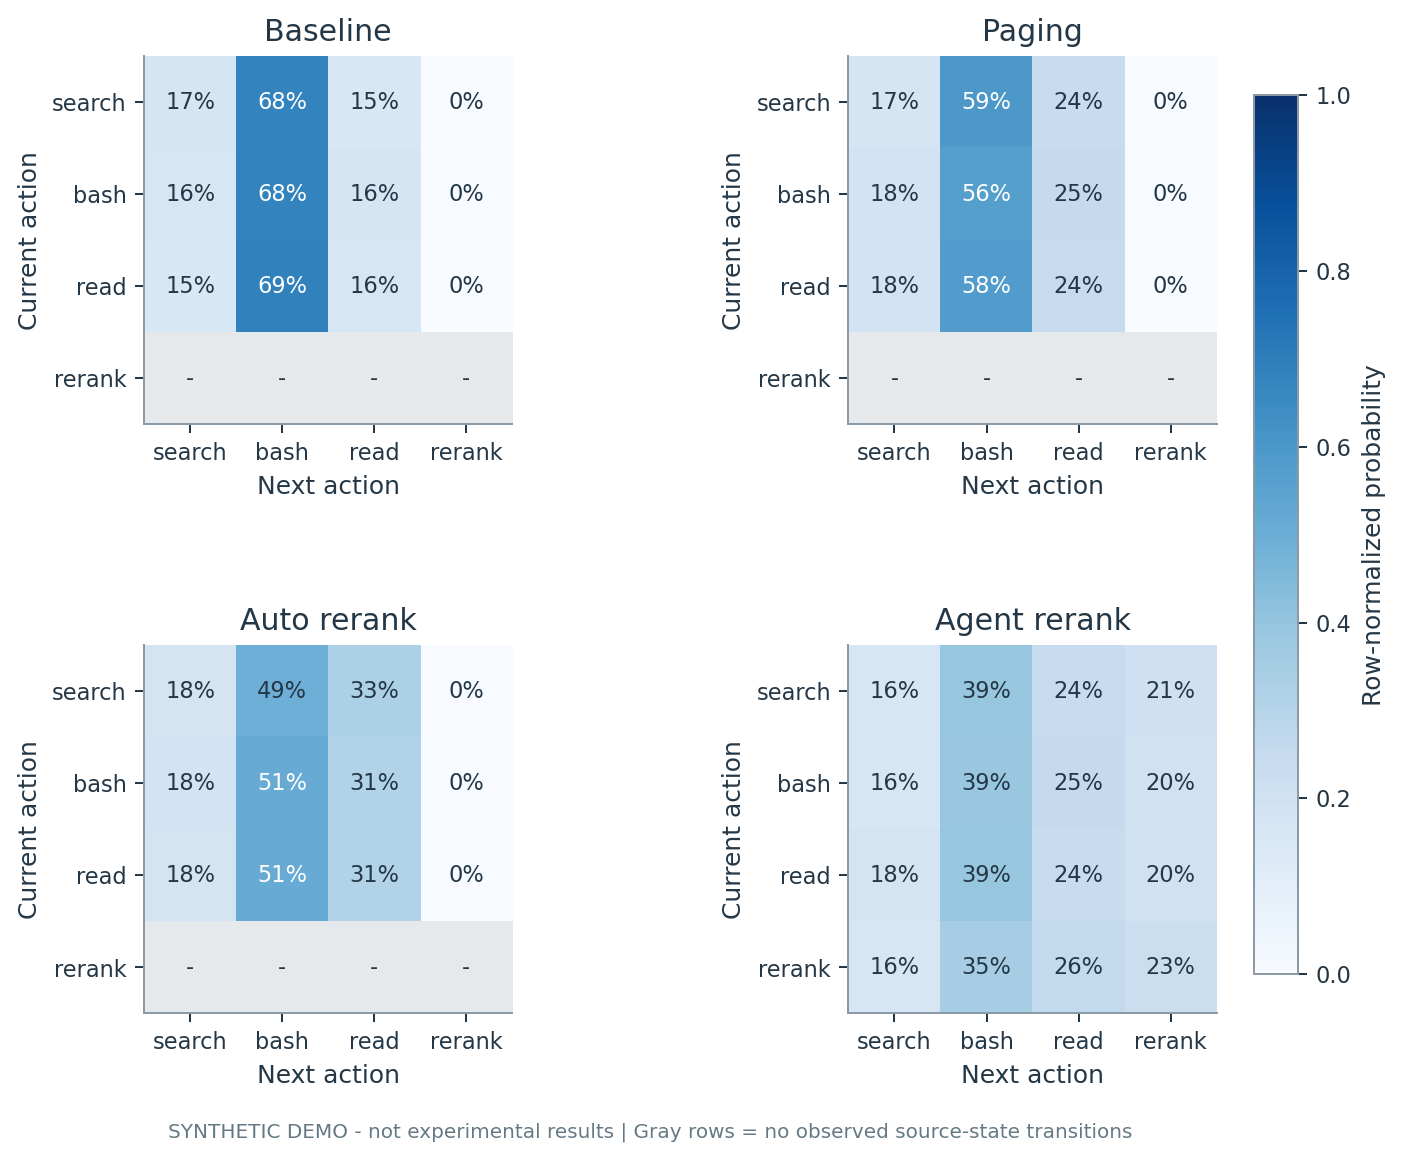 Baseline
Current action
search 17% 68% 15% 0%
bash 16% 68% 16% 0%
read 15% 69% 16% 0%
rerank - - - -
search bash read rerank
Next action
Paging
Current action
search 17% 59% 24% 0%
bash 18% 56% 25% 0%
read 18% 58% 24% 0%
rerank - - - -
search bash read rerank
Next action
Auto rerank
Current action
search 18% 49% 33% 0%
bash 18% 51% 31% 0%
read 18% 51% 31% 0%
rerank - - - -
search bash read rerank
Next action
Agent rerank
Current action
search 16% 39% 24% 21%
bash 16% 39% 25% 20%
read 18% 39% 24% 20%
rerank 16% 35% 26% 23%
search bash read rerank
Next action
1.0
0.8
0.6
0.4
0.2
0.0
Row-normalized probability
SYNTHETIC DEMO - not experimental results | Gray rows = no observed source-state transitions